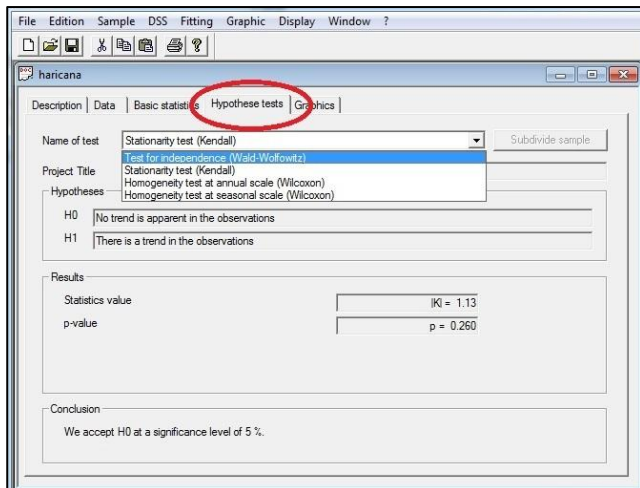 File Edition Sample DSS Fitting Graphic Display Window ?
haricana
Description Data Basic statistics Hypothese tests Graphics
Name of test Stationarity test (Kendall) Subdivide sample
Test for independence (Wald-Wolfowitz)
Project Title Stationarity test (Kendall)
Homogeneity test at annual scale (Wilcoxon)
Hypotheses Homogeneity test at seasonal scale (Wilcoxon)
H0 No trend is apparent in the observations
H1 There is a trend in the observations
Results
Statistics value |K| = 1.13
p-value p = 0.260
Conclusion
We accept H0 at a significance level of 5 %.